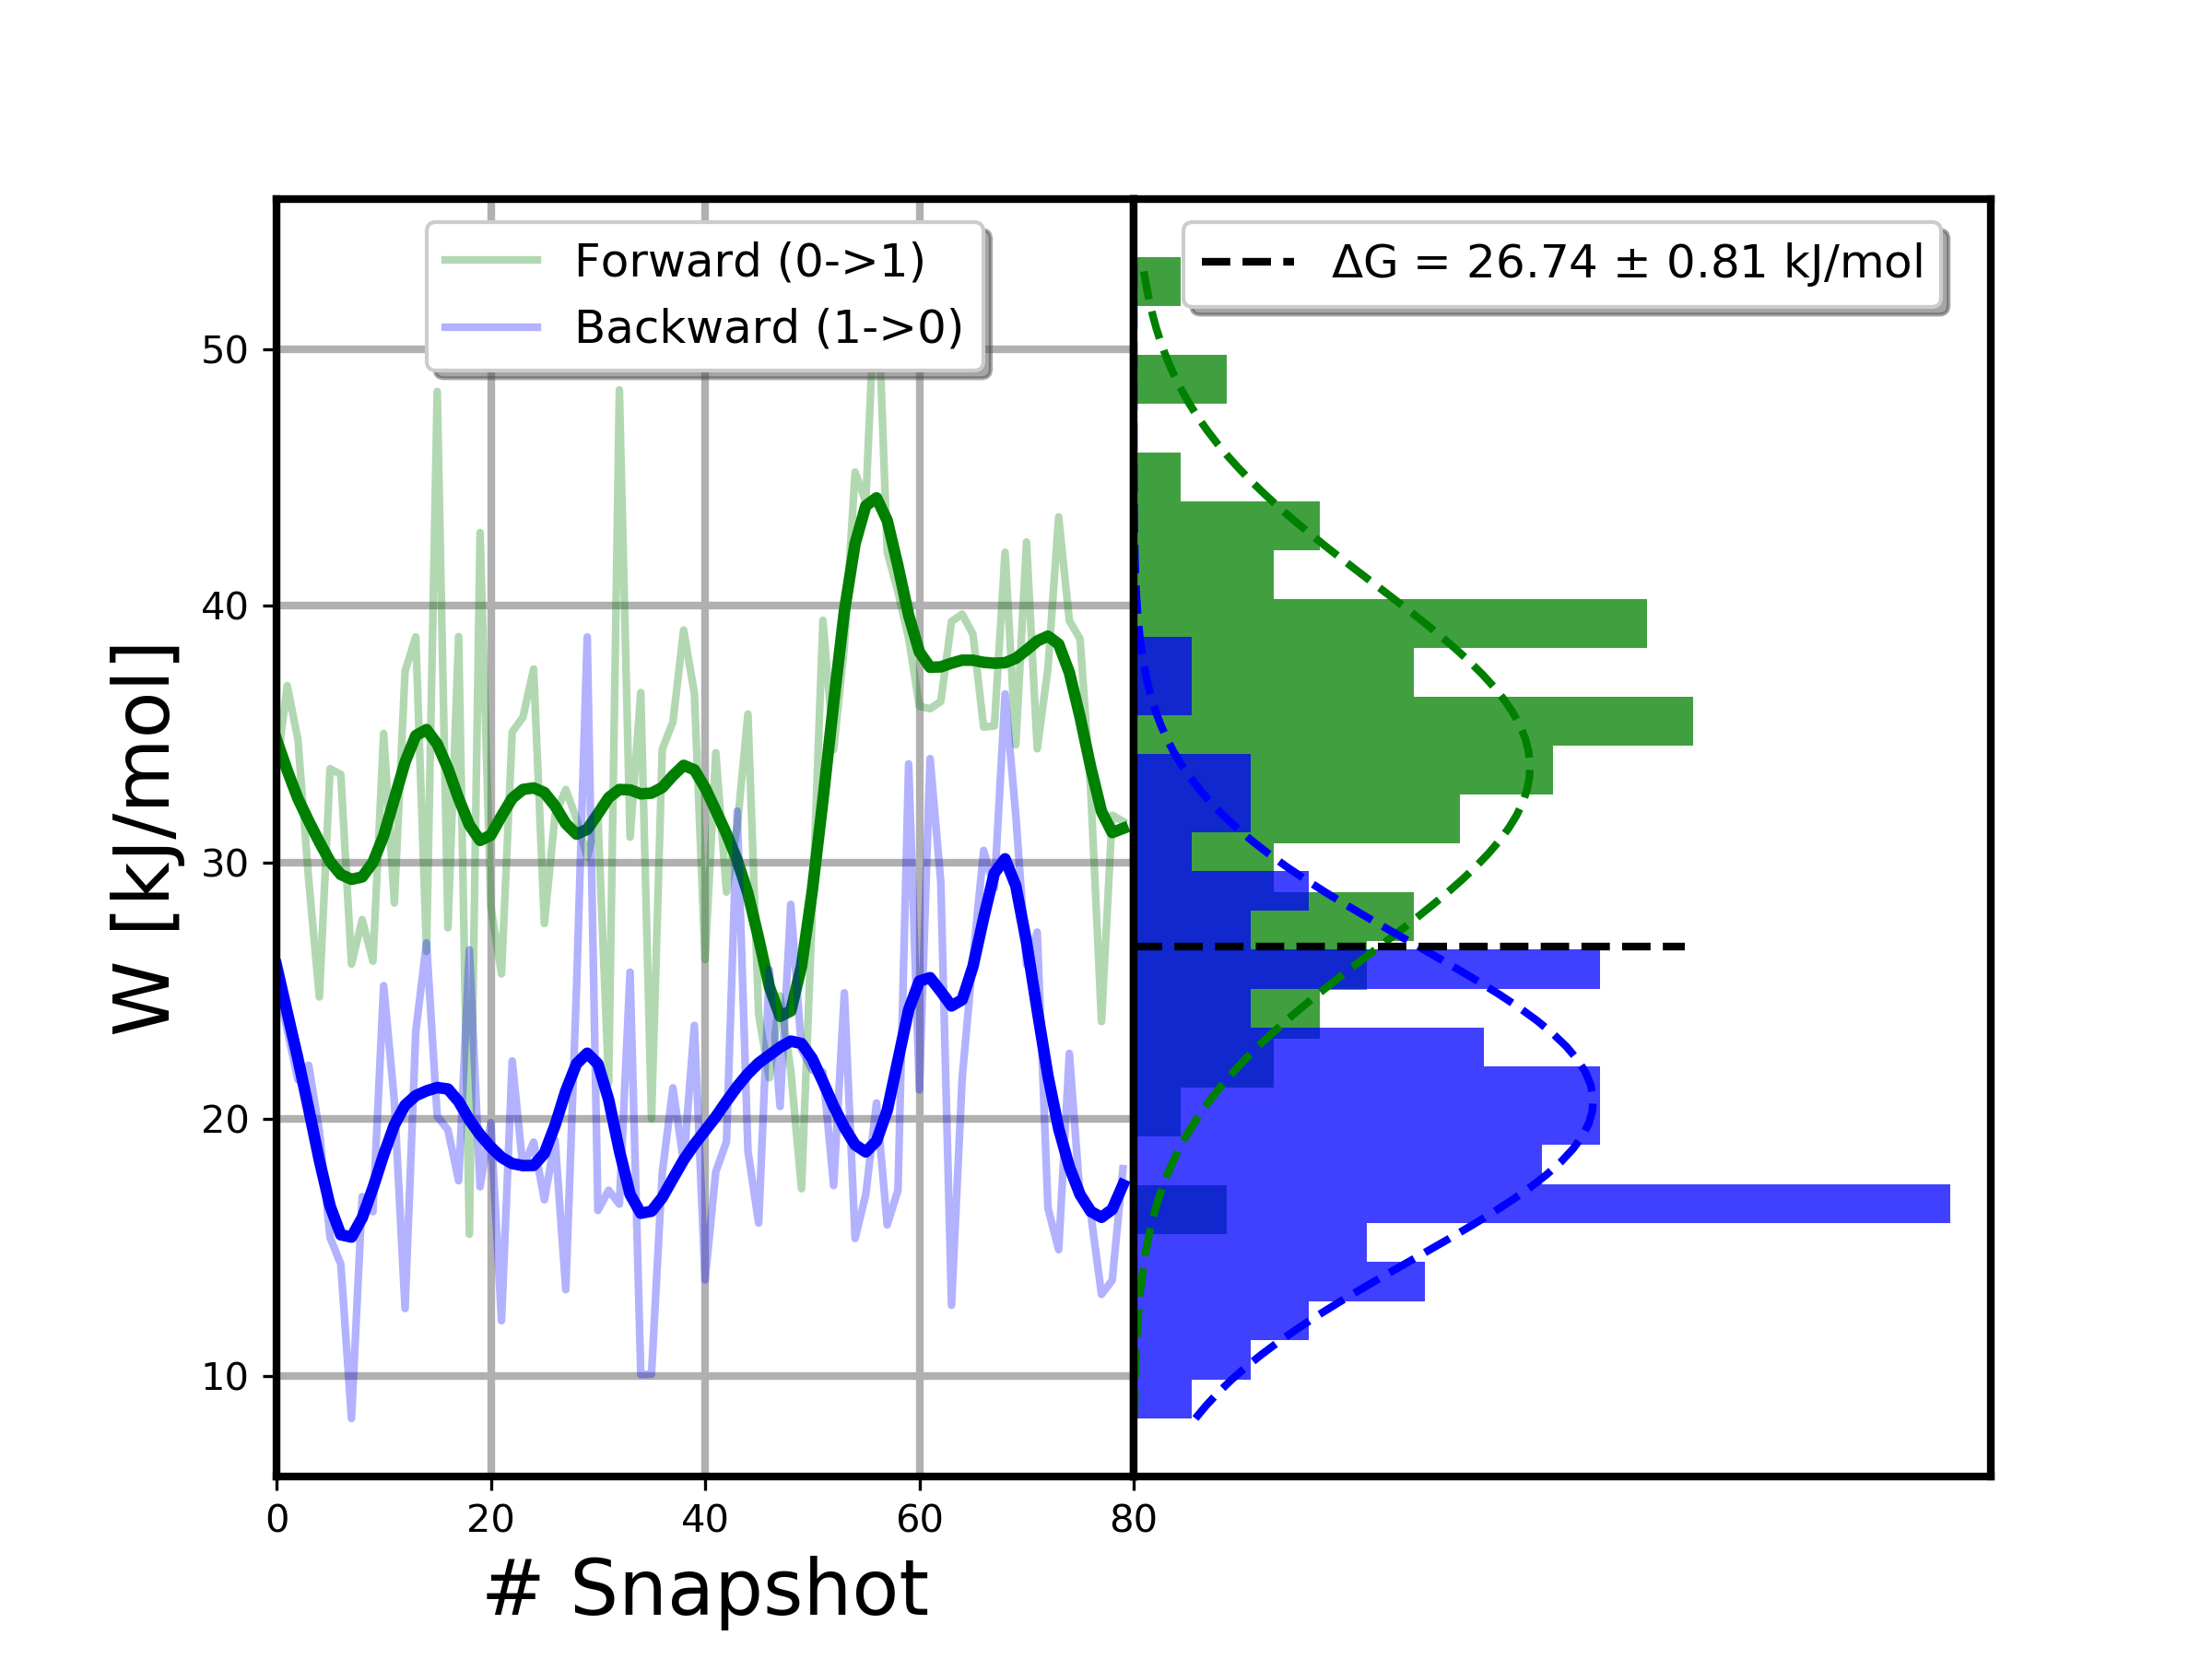 Forward (0->1)
Backward (1->0)
ΔG = 26.74 ± 0.81 kJ/mol
W [kJ/mol]
50
40
30
20
10
0 20 40 60 80
# Snapshot